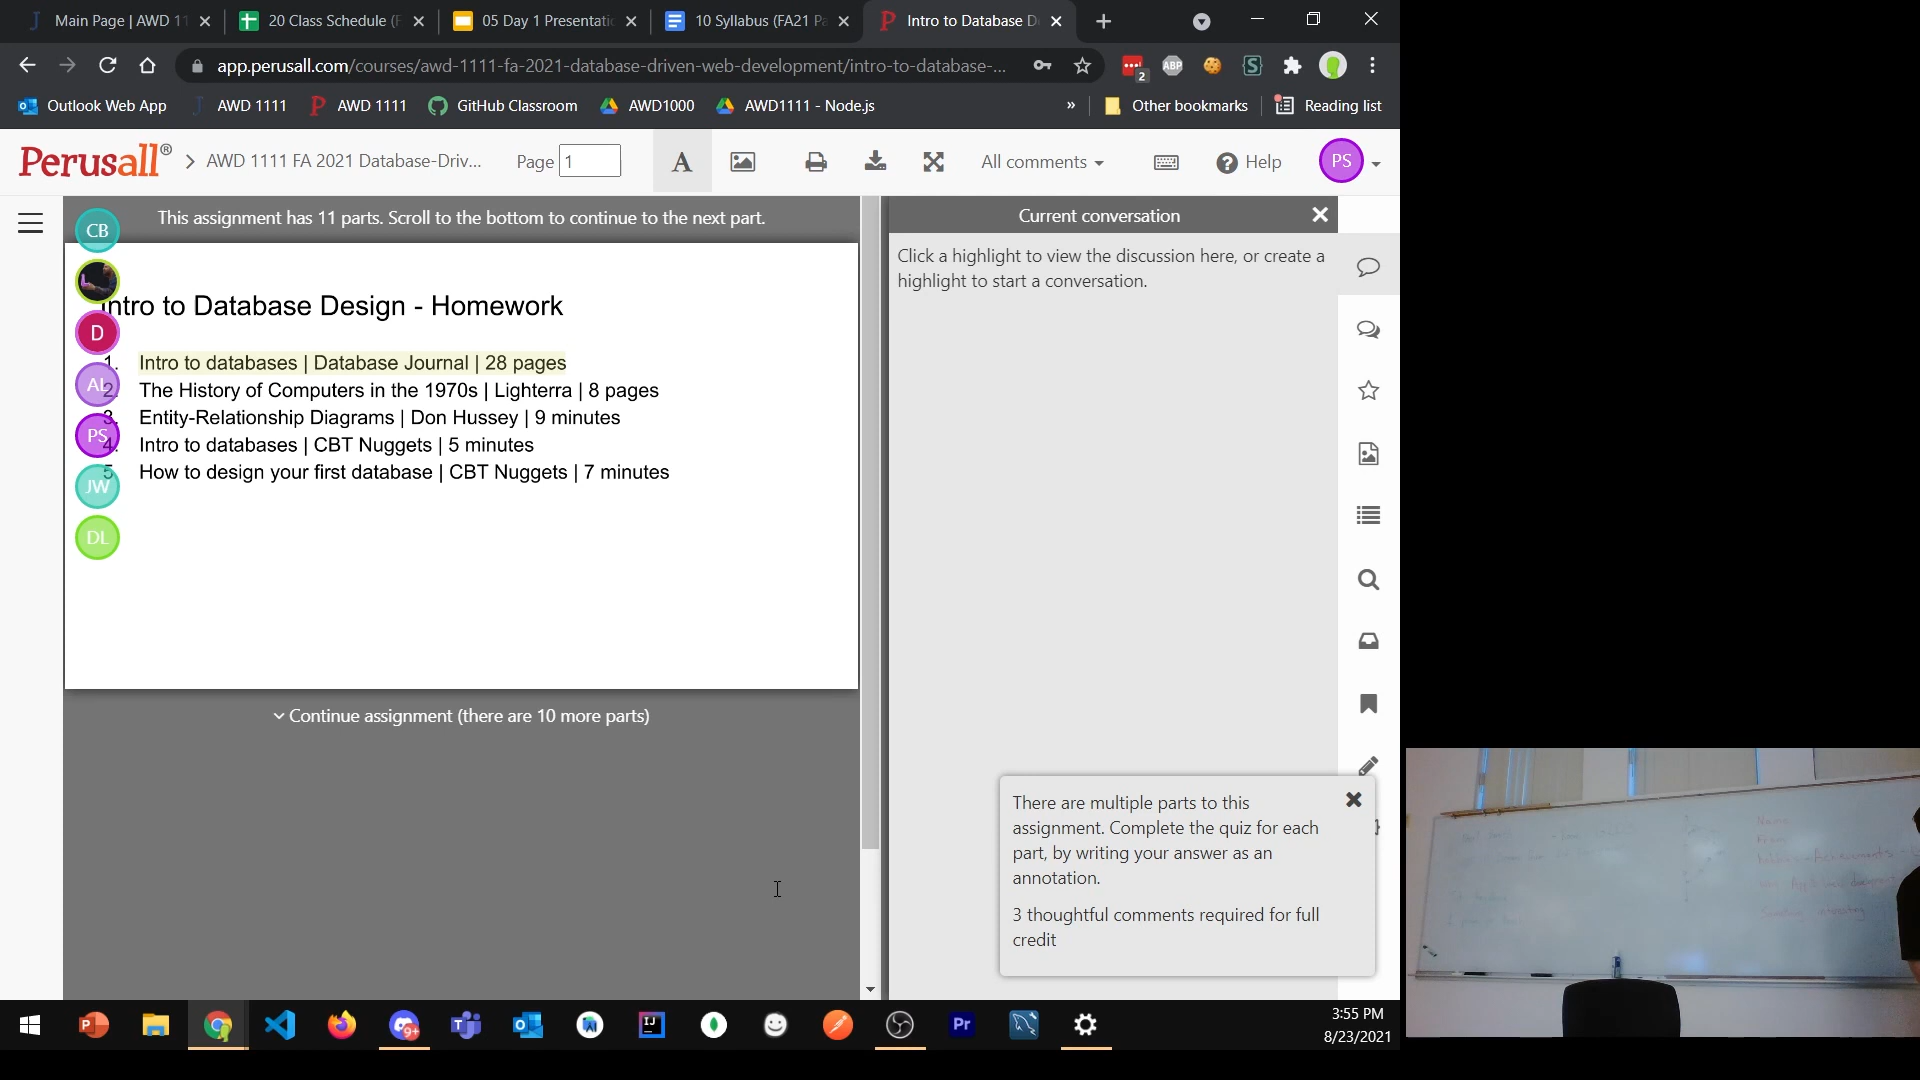 Main Page | AWD 11
20 Class Schedule (F
05 Day 1 Presentatic
10 Syllabus (FA21 Pa
Intro to Database D
app.perusall.com/courses/awd-1111-fa-2021-database-driven-web-development/intro-to-database-...
2
ABP
Outlook Web App
AWD 1111
AWD 1111
GitHub Classroom
AWD1000
AWD1111 - Node.js
»
Other bookmarks
Reading list
Perusall®
AWD 1111 FA 2021 Database-Driv...
Page 1
A
All comments
Help
PS
This assignment has 11 parts. Scroll to the bottom to continue to the next part.
CB
D
AL
PS
JW
DL
Intro to Database Design - Homework
1. Intro to databases | Database Journal | 28 pages
2. The History of Computers in the 1970s | Lighterra | 8 pages
3. Entity-Relationship Diagrams | Don Hussey | 9 minutes
4. Intro to databases | CBT Nuggets | 5 minutes
5. How to design your first database | CBT Nuggets | 7 minutes
Continue assignment (there are 10 more parts)
Current conversation
Click a highlight to view the discussion here, or create a
highlight to start a conversation.
There are multiple parts to this
assignment. Complete the quiz for each
part, by writing your answer as an
annotation.
3 thoughtful comments required for full
credit
Name
9+
IJ
Pr
3:55 PM
8/23/2021